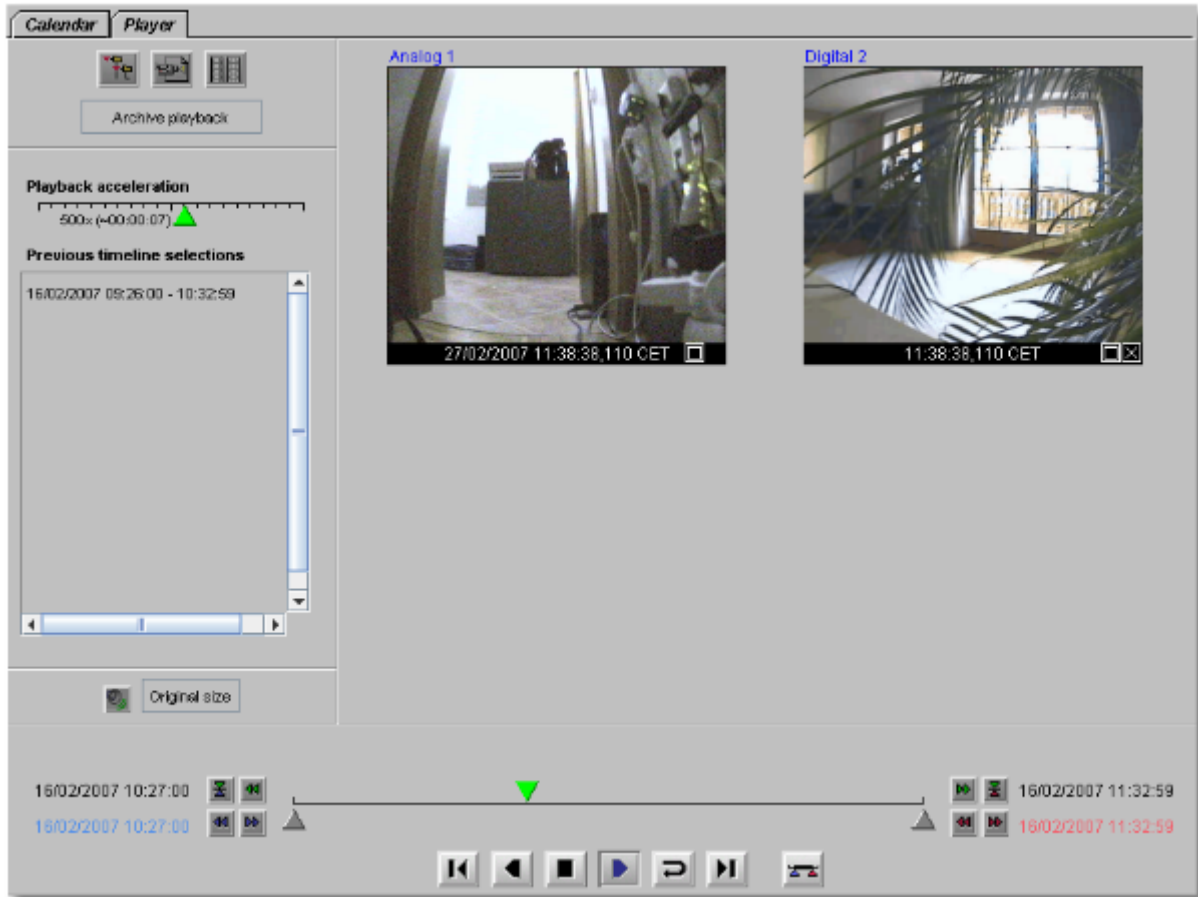 Calendar
Player
Archive playback
Playback acceleration
500x (~00:00:07)
Previous timeline selections
16/02/2007 09:26:00 - 10:32:59
Original size
Analog 1
27/02/2007 11:38:38,110 CET
Digital 2
11:38:38,110 CET
16/02/2007 10:27:00
16/02/2007 10:27:00
16/02/2007 11:32:59
16/02/2007 11:32:59